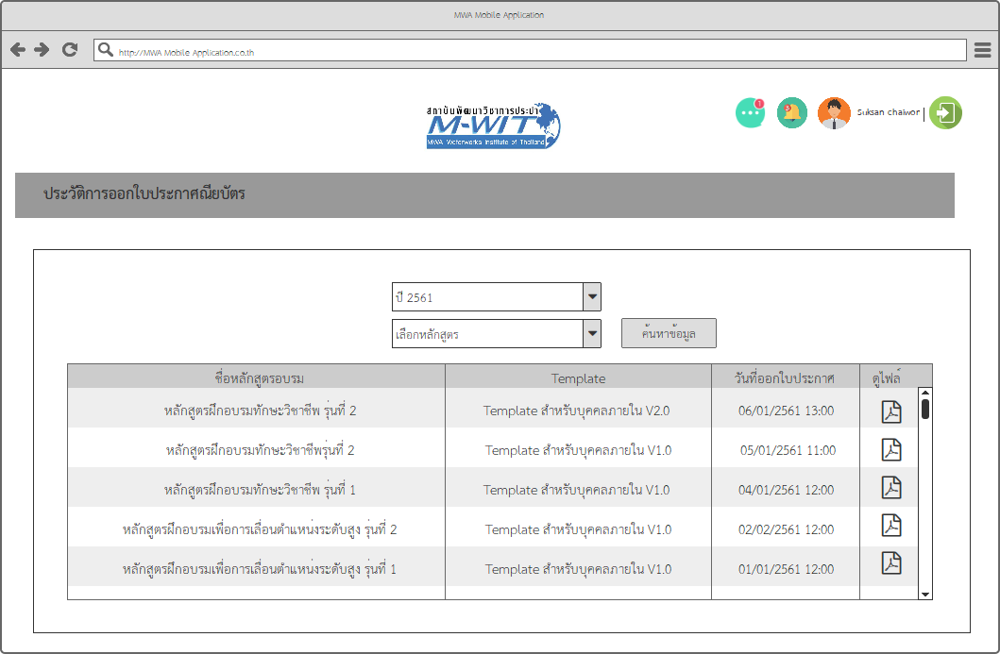 MWA Mobile Application
http://MWA Mobile Application.co.th
สถาบันพัฒนาวิชาการประปา
M-WIT
MWA Waterworks Institute of Thailand
1
3
Suksan chaiwon
ประวัติการออกใบประกาศณียบัตร
ปี 2561
เลือกหลักสูตร
ค้นหาข้อมูล
ชื่อหลักสูตรอบรม Template วันที่ออกใบประกาศ ดูไฟล์
หลักสูตรฝึกอบรมทักษะวิชาชีพ รุ่นที่ 2 Template สำหรับบุคคลภายใน V2.0 06/01/2561 13:00
หลักสูตรฝึกอบรมทักษะวิชาชีพรุ่นที่ 2 Template สำหรับบุคคลภายใน V1.0 05/01/2561 11:00
หลักสูตรฝึกอบรมทักษะวิชาชีพ รุ่นที่ 1 Template สำหรับบุคคลภายใน V1.0 04/01/2561 12:00
หลักสูตรฝึกอบรมเพื่อการเลื่อนตำแหน่งระดับสูง รุ่นที่ 2 Template สำหรับบุคคลภายใน V1.0 02/02/2561 12:00
หลักสูตรฝึกอบรมเพื่อการเลื่อนตำแหน่งระดับสูง รุ่นที่ 1 Template สำหรับบุคคลภายใน V1.0 01/01/2561 12:00